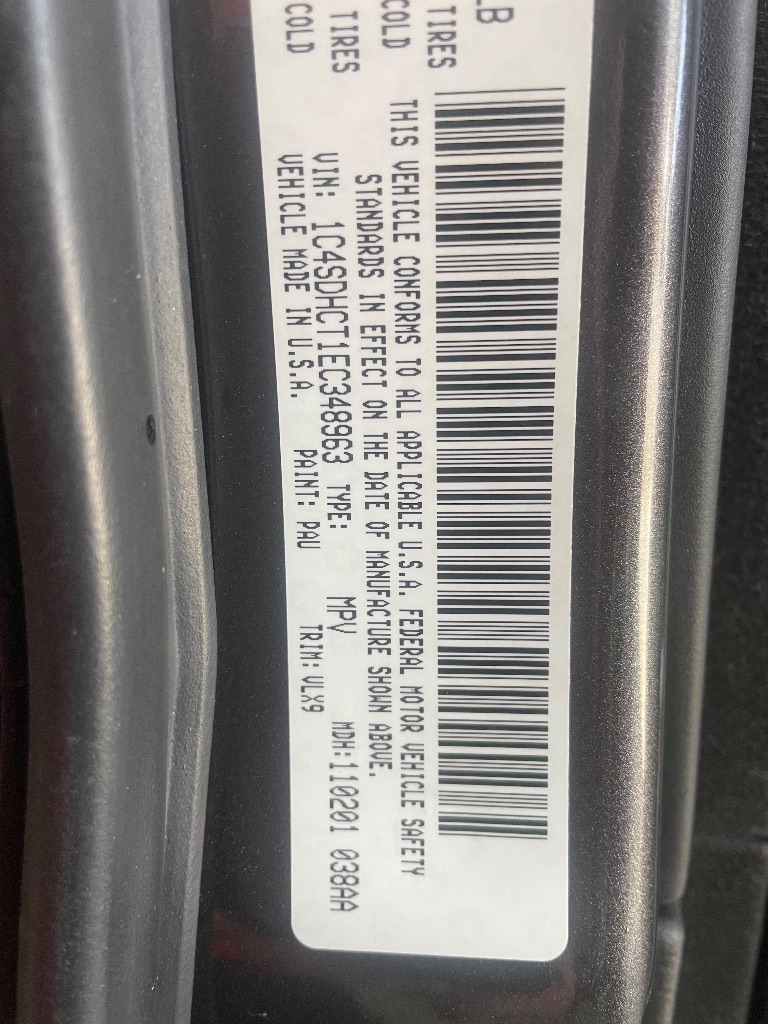 LB
TIRES
COLD
TIRES
COLD
THIS VEHICLE CONFORMS TO ALL APPLICABLE U.S.A. FEDERAL MOTOR VEHICLE SAFETY
STANDARDS IN EFFECT ON THE DATE OF MANUFACTURE SHOWN ABOVE.
VIN: 1C4SDHCT1EC348963 TYPE: MPV MDH:110201 038AA
VEHICLE MADE IN U.S.A. PAINT: PAU TRIM: VLX9